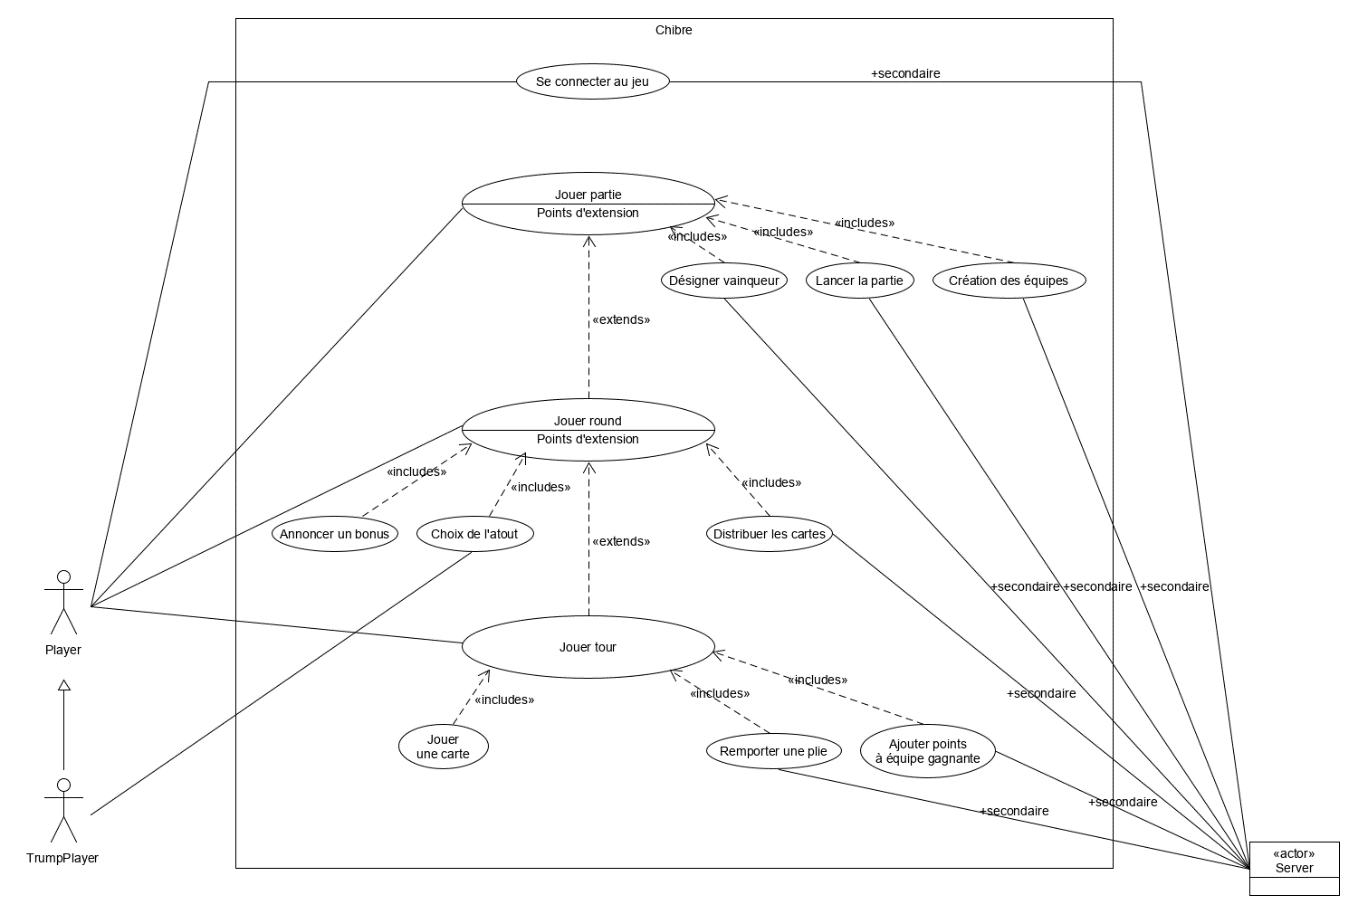 Chibre
Se connecter au jeu
+secondaire
Jouer partie
Points d'extension
«includes»
«includes»
«includes»
Désigner vainqueur
Lancer la partie
Création des équipes
«extends»
Jouer round
Points d'extension
«includes»
«includes»
«includes»
Annoncer un bonus
Choix de l'atout
Distribuer les cartes
«extends»
+secondaire
+secondaire
+secondaire
Player
Jouer tour
«includes»
«includes»
«includes»
+secondaire
Jouer
une carte
Remporter une plie
Ajouter points
à équipe gagnante
+secondaire
+secondaire
TrumpPlayer
«actor»
Server